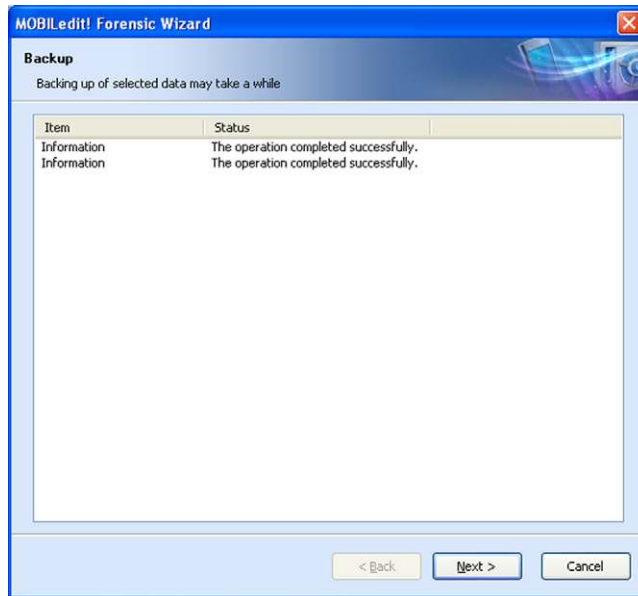 MOBILedit! Forensic Wizard
Backup
Backing up of selected data may take a while
Item Status
Information The operation completed successfully.
Information The operation completed successfully.
< Back Next > Cancel